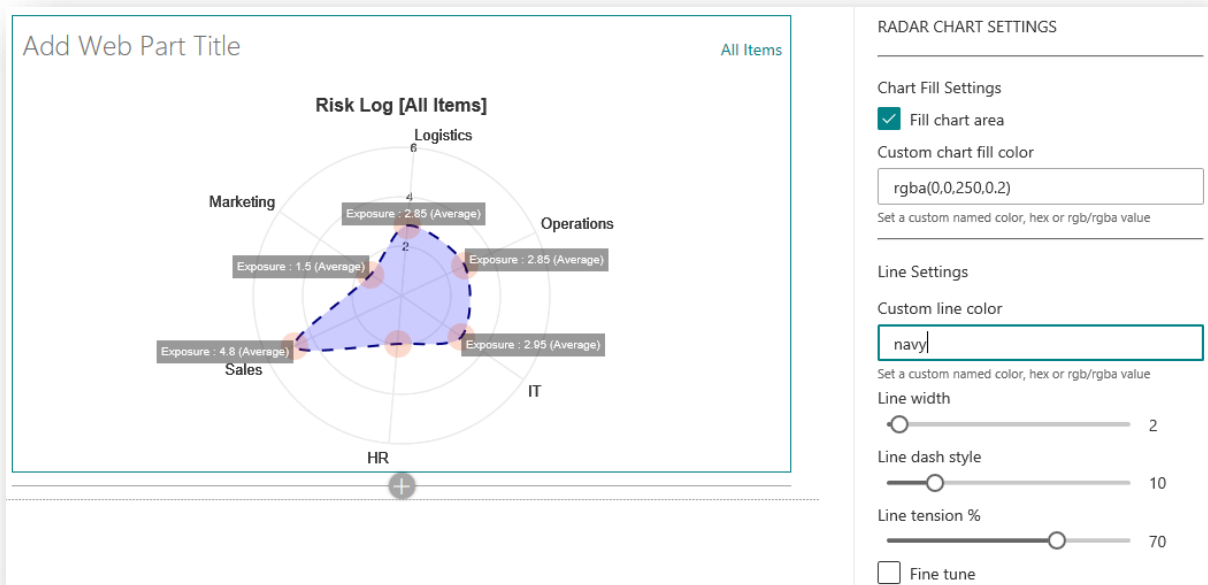 Add Web Part Title
All Items
Risk Log [All Items]
Logistics
6
Marketing
4
Exposure : 2.85 (Average)
Operations
2
Exposure : 2.85 (Average)
Exposure : 1.5 (Average)
Exposure : 2.95 (Average)
Exposure : 4.8 (Average)
Sales
IT
HR
RADAR CHART SETTINGS
Chart Fill Settings
Fill chart area
Custom chart fill color
rgba(0,0,250,0.2)
Set a custom named color, hex or rgb/rgba value
Line Settings
Custom line color
navy
Set a custom named color, hex or rgb/rgba value
Line width
2
Line dash style
10
Line tension %
70
Fine tune